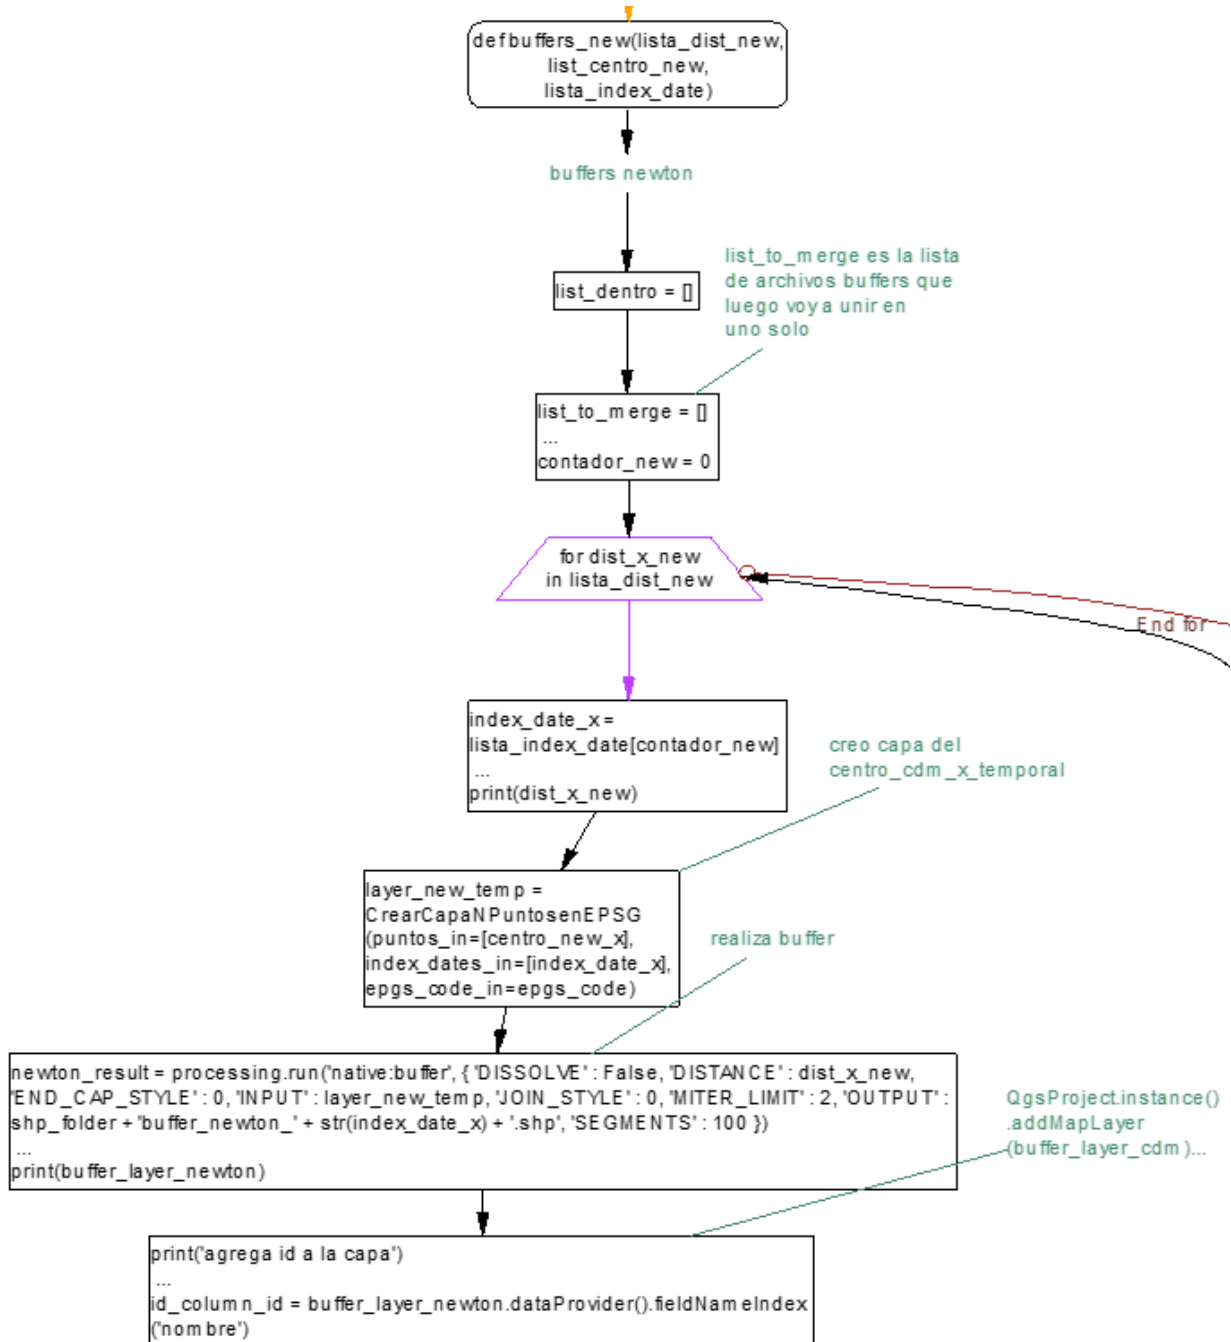 def buffers_new(lista_dist_new,
list_centro_new,
lista_index_date)
buffers newton
list_to_merge es la lista
de archivos buffers que
luego voy a unir en
uno solo
list_dentro = []
list_to_merge = []
...
contador_new = 0
for dist_x_new
in lista_dist_new
End for
index_date_x =
lista_index_date[contador_new]
...
print(dist_x_new)
creo capa del
centro_cdm_x_temporal
layer_new_temp =
CrearCapaNPuntosenEPSG
(puntos_in=[centro_new_x],
index_dates_in=[index_date_x],
epgs_code_in=epgs_code)
realiza buffer
newton_result = processing.run('native:buffer', { 'DISSOLVE' : False, 'DISTANCE' : dist_x_new,
'END_CAP_STYLE' : 0, 'INPUT' : layer_new_temp, 'JOIN_STYLE' : 0, 'MITER_LIMIT' : 2, 'OUTPUT' :
shp_folder + 'buffer_newton_' + str(index_date_x) + '.shp', 'SEGMENTS' : 100 })
...
print(buffer_layer_newton)
QgsProject.instance()
.addMapLayer
(buffer_layer_cdm)...
print('agrega id a la capa')
...
id_column_id = buffer_layer_newton.dataProvider().fieldNameIndex
('nombre')